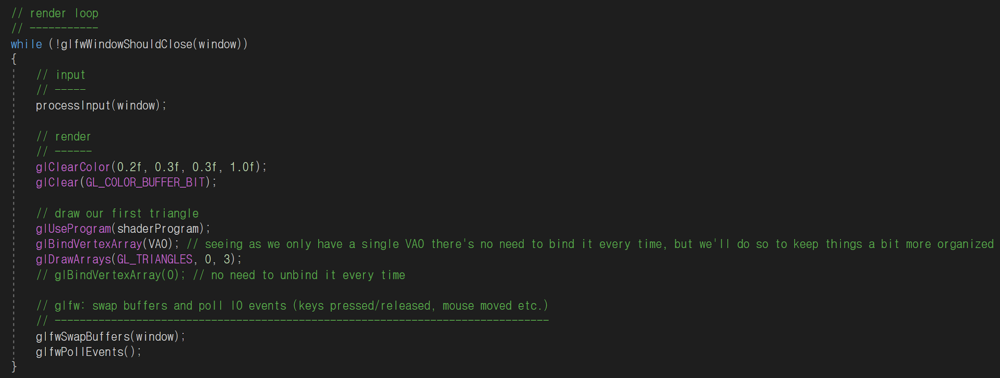 // render loop
// -----------
while (!glfwWindowShouldClose(window))
{
// input
// -----
processInput(window);
// render
// ------
glClearColor(0.2f, 0.3f, 0.3f, 1.0f);
glClear(GL_COLOR_BUFFER_BIT);
// draw our first triangle
glUseProgram(shaderProgram);
glBindVertexArray(VAO); // seeing as we only have a single VAO there's no need to bind it every time, but we'll do so to keep things a bit more organized
glDrawArrays(GL_TRIANGLES, 0, 3);
// glBindVertexArray(0); // no need to unbind it every time
// glfw: swap buffers and poll IO events (keys pressed/released, mouse moved etc.)
// -------------------------------------------------------------------------------
glfwSwapBuffers(window);
glfwPollEvents();
}